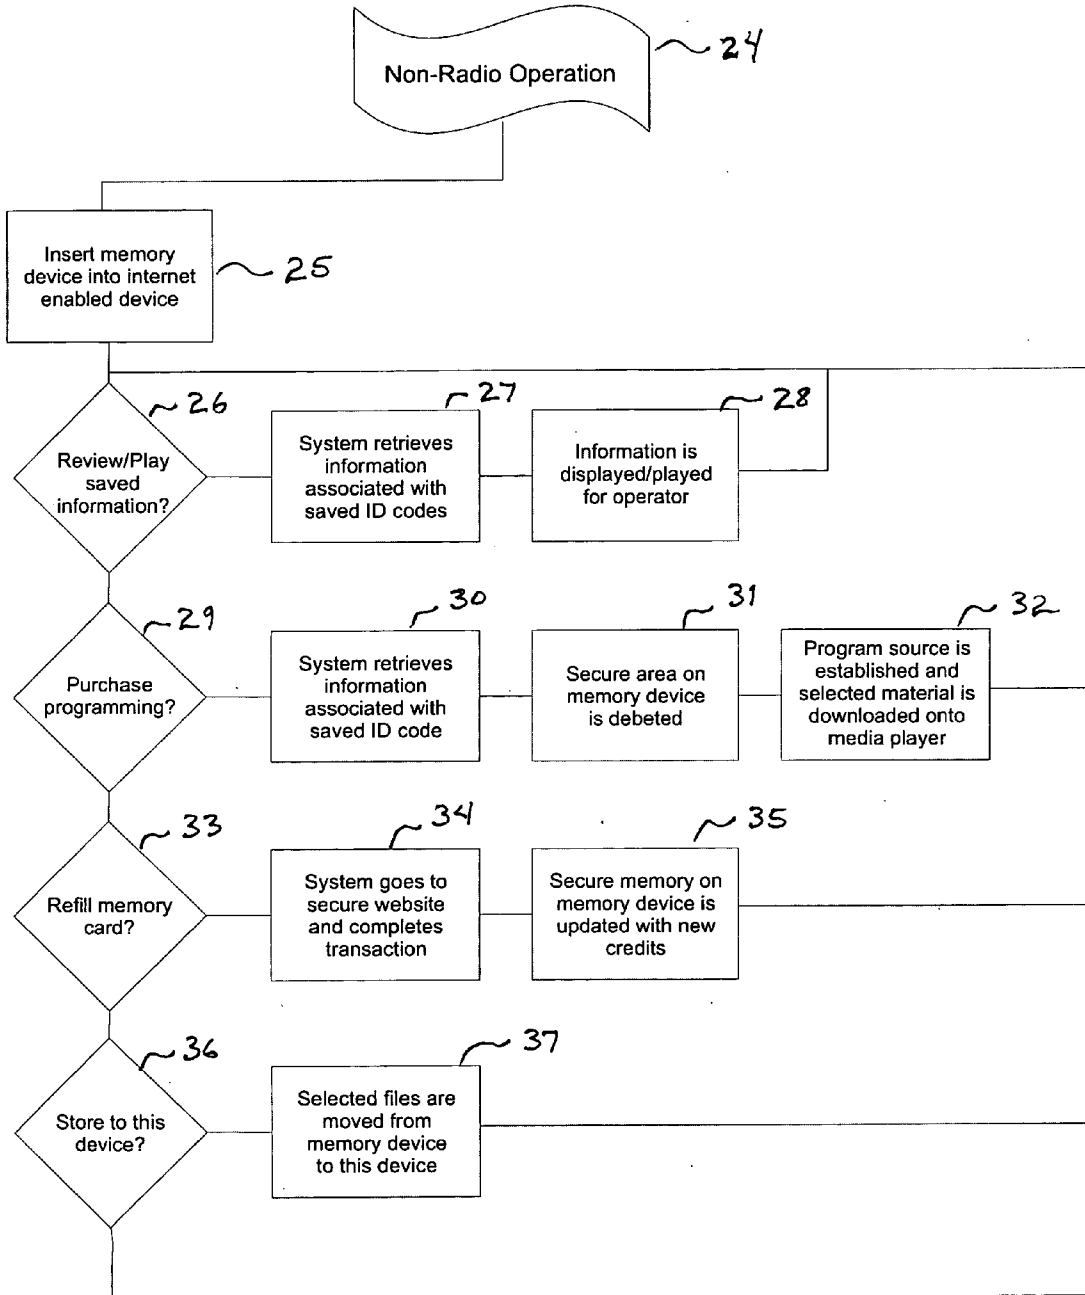 24
Non-Radio Operation
Insert memory
device into internet
enabled device
25
26
27
28
Review/Play
saved
information?
System retrieves
information
associated with
saved ID codes
Information is
displayed/played
for operator
29
30
31
32
Purchase
programming?
System retrieves
information
associated with
saved ID code
Secure area on
memory device
is debeted
Program source is
established and
selected material is
downloaded onto
media player
33
34
35
Refill memory
card?
System goes to
secure website
and completes
transaction
Secure memory on
memory device is
updated with new
credits
36
37
Store to this
device?
Selected files are
moved from
memory device
to this device